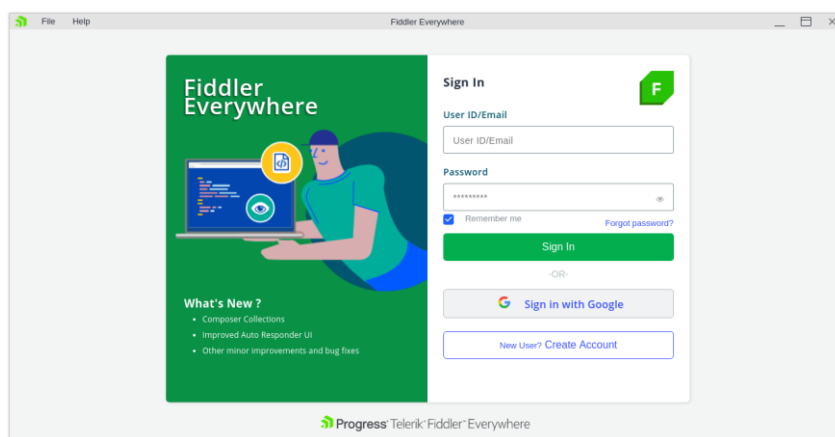 File Help Fiddler Everywhere
Fiddler
Everywhere
What's New ?
Composer Collections
Improved Auto Responder UI
Other minor improvements and bug fixes
Sign In
F
User ID/Email
User ID/Email
Password
*********
Remember me
Forgot password?
Sign In
-OR-
Sign in with Google
New User? Create Account
Progress Telerik Fiddler Everywhere